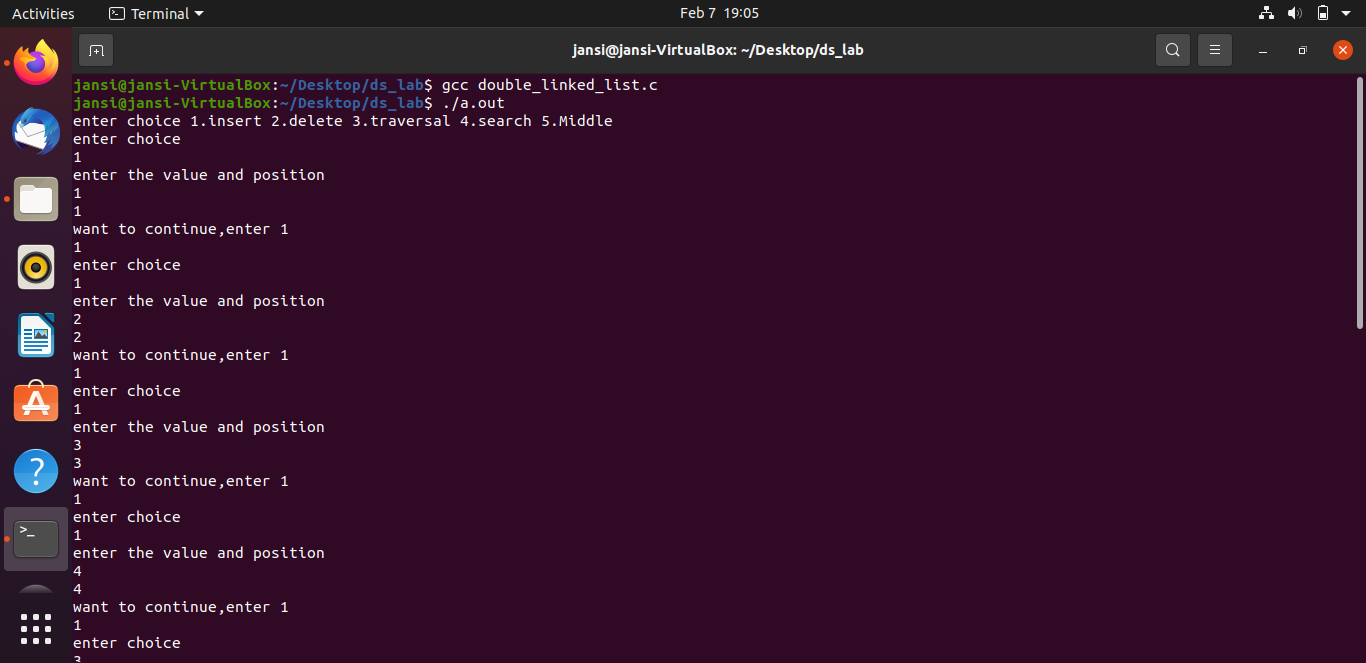 Activities Terminal Feb 7 19:05
jansi@jansi-VirtualBox: ~/Desktop/ds_lab
jansi@jansi-VirtualBox:~/Desktop/ds_lab$ gcc double_linked_list.c
jansi@jansi-VirtualBox:~/Desktop/ds_lab$ ./a.out
enter choice 1.insert 2.delete 3.traversal 4.search 5.Middle
enter choice
1
enter the value and position
1
1
want to continue,enter 1
1
enter choice
1
enter the value and position
2
2
want to continue,enter 1
1
enter choice
1
enter the value and position
3
3
want to continue,enter 1
1
enter choice
1
enter the value and position
4
4
want to continue,enter 1
1
enter choice
3